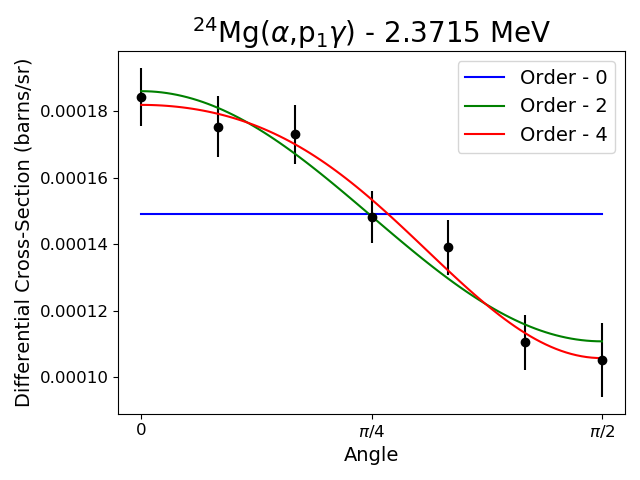 ²⁴Mg(α,p₁γ) - 2.3715 MeV
Differential Cross-Section (barns/sr)
0.00018
0.00016
0.00014
0.00012
0.00010
Order - 0
Order - 2
Order - 4
0
π/4
π/2
Angle